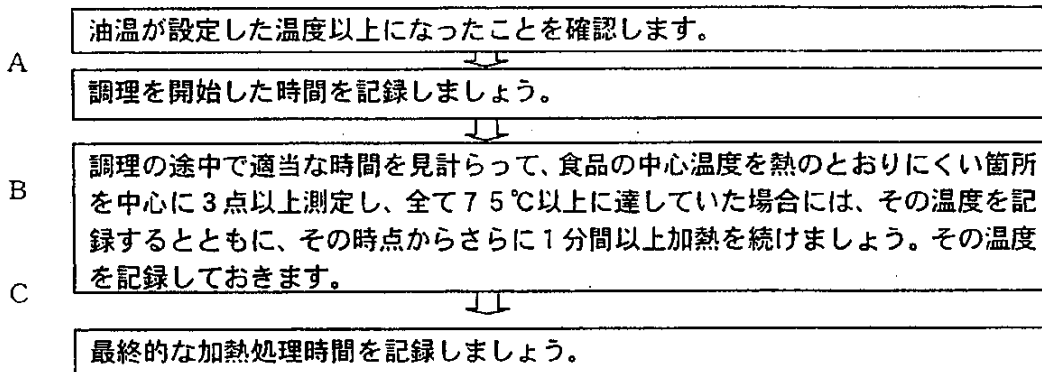 油温が設定した温度以上になったことを確認します。
A
調理を開始した時間を記録しましょう。
調理の途中で適当な時間を見計らって、食品の中心温度を熱のとおりにくい箇所
B
を中心に3点以上測定し、全て75℃以上に達していた場合には、その温度を記
録するとともに、その時点からさらに1分間以上加熱を続けましょう。その温度
を記録しておきます。
C
最終的な加熱処理時間を記録しましょう。